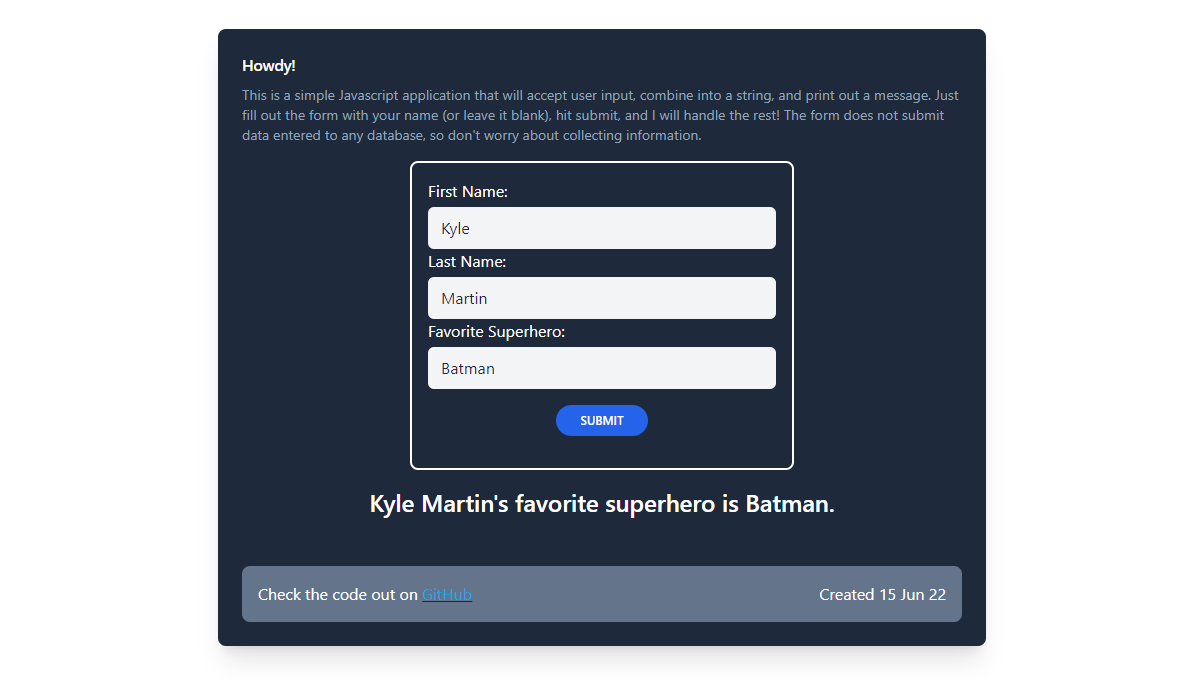 Howdy!
This is a simple Javascript application that will accept user input, combine into a string, and print out a message. Just
fill out the form with your name (or leave it blank), hit submit, and I will handle the rest! The form does not submit
data entered to any database, so don't worry about collecting information.
First Name:
Kyle
Last Name:
Martin
Favorite Superhero:
Batman
SUBMIT
Kyle Martin's favorite superhero is Batman.
Check the code out on GitHub
Created 15 Jun 22